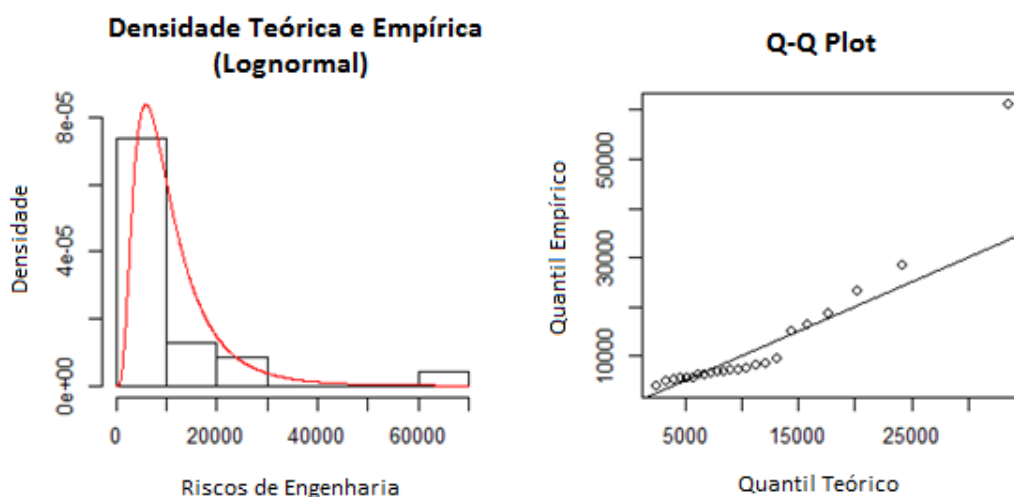 Densidade Teórica e Empírica
(Lognormal)
Densidade
8e-05
4e-05
0e+00
0 20000 40000 60000
Riscos de Engenharia
Q-Q Plot
Quantil Empírico
50000
30000
10000
5000 15000 25000
Quantil Teórico